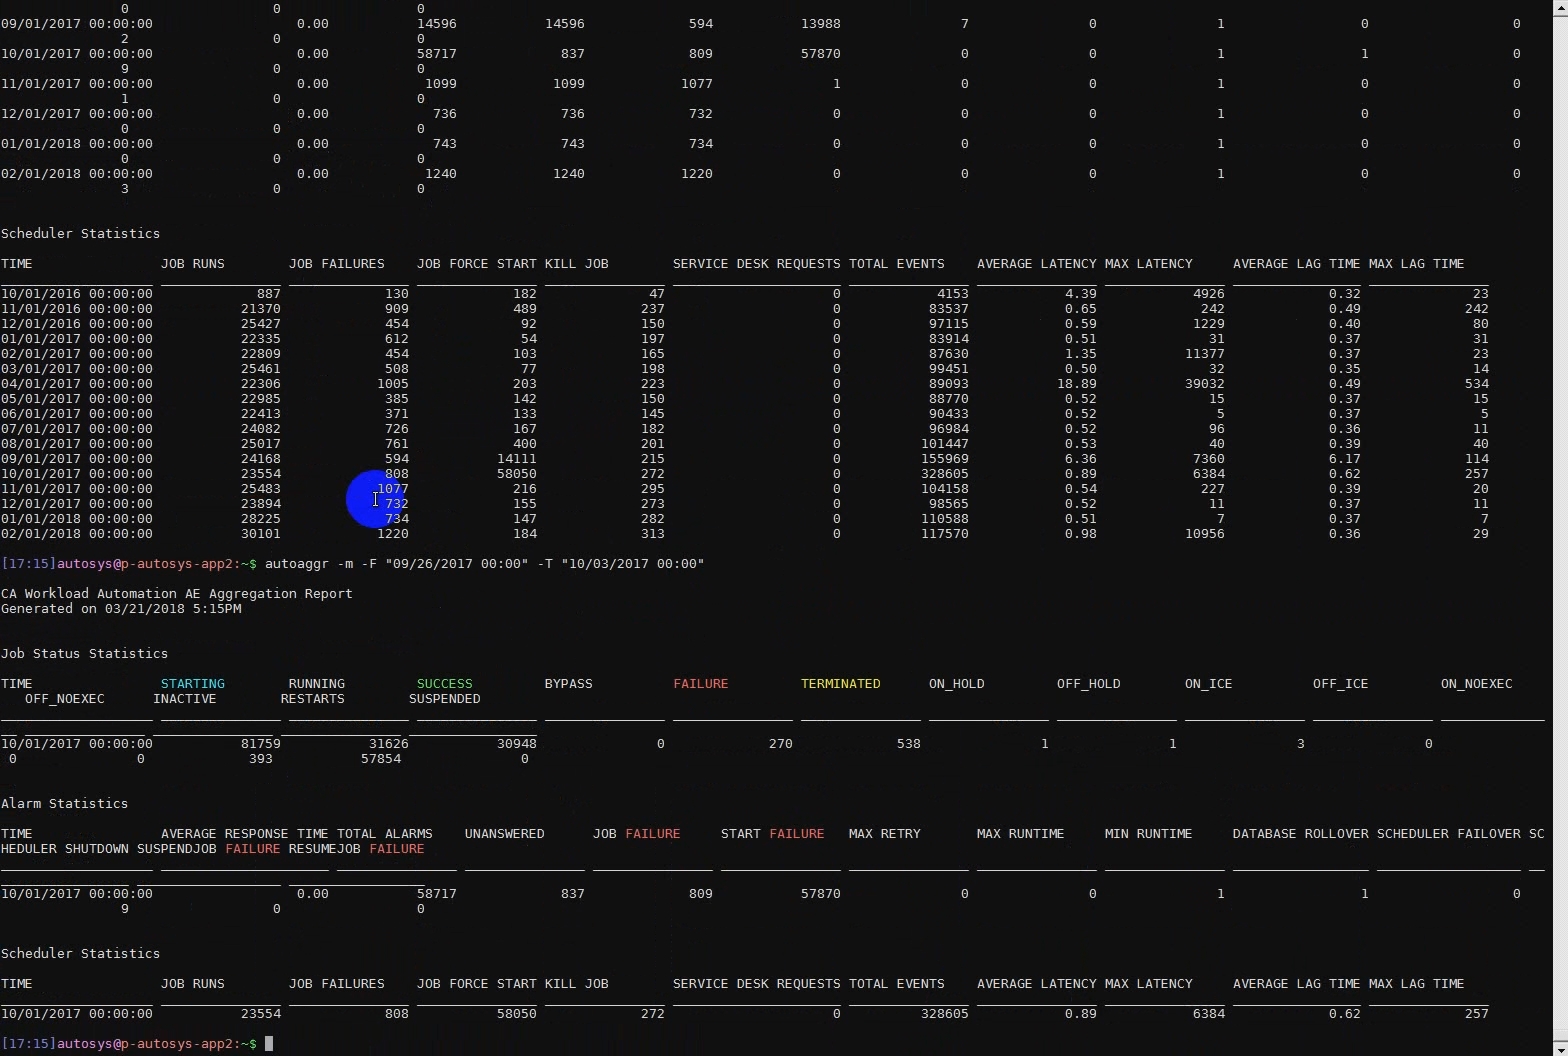 0 0 0
09/01/2017 00:00:00 0.00 14596 14596 594 13988 7 0 1 0 0
2 0 0
10/01/2017 00:00:00 0.00 58717 837 809 57870 0 0 1 1 0
9 0 0
11/01/2017 00:00:00 0.00 1099 1099 1077 1 0 0 1 0 0
1 0 0
12/01/2017 00:00:00 0.00 736 736 732 0 0 0 1 0 0
0 0 0
01/01/2018 00:00:00 0.00 743 743 734 0 0 0 1 0 0
0 0 0
02/01/2018 00:00:00 0.00 1240 1240 1220 0 0 0 1 0 0
3 0 0
Scheduler Statistics
TIME JOB RUNS JOB FAILURES JOB FORCE START KILL JOB SERVICE DESK REQUESTS TOTAL EVENTS AVERAGE LATENCY MAX LATENCY AVERAGE LAG TIME MAX LAG TIME
10/01/2016 00:00:00 887 130 182 47 0 4153 4.39 4926 0.32 23
11/01/2016 00:00:00 21370 909 489 237 0 83537 0.65 242 0.49 242
12/01/2016 00:00:00 25427 454 92 150 0 97115 0.59 1229 0.40 80
01/01/2017 00:00:00 22335 612 54 197 0 83914 0.51 31 0.37 31
02/01/2017 00:00:00 22809 454 103 165 0 87630 1.35 11377 0.37 23
03/01/2017 00:00:00 25461 508 77 198 0 99451 0.50 32 0.35 14
04/01/2017 00:00:00 22306 1005 203 223 0 89093 18.89 39032 0.49 534
05/01/2017 00:00:00 22985 385 142 150 0 88770 0.52 15 0.37 15
06/01/2017 00:00:00 22413 371 133 145 0 90433 0.52 5 0.37 5
07/01/2017 00:00:00 24082 726 167 182 0 96984 0.52 96 0.36 11
08/01/2017 00:00:00 25017 761 400 201 0 101447 0.53 40 0.39 40
09/01/2017 00:00:00 24168 594 14111 215 0 155969 6.36 7360 6.17 114
10/01/2017 00:00:00 23554 808 58050 272 0 328605 0.89 6384 0.62 257
11/01/2017 00:00:00 25483 1077 216 295 0 104158 0.54 227 0.39 20
12/01/2017 00:00:00 23894 732 155 273 0 98565 0.52 11 0.37 11
01/01/2018 00:00:00 28225 734 147 282 0 110588 0.51 7 0.37 7
02/01/2018 00:00:00 30101 1220 184 313 0 117570 0.98 10956 0.36 29
[17:15]autosys@p-autosys-app2:~$ autoaggr -m -F "09/26/2017 00:00" -T "10/03/2017 00:00"
CA Workload Automation AE Aggregation Report
Generated on 03/21/2018 5:15PM
Job Status Statistics
TIME STARTING RUNNING SUCCESS BYPASS FAILURE TERMINATED ON_HOLD OFF_HOLD ON_ICE OFF_ICE ON_NOEXEC
OFF_NOEXEC INACTIVE RESTARTS SUSPENDED
10/01/2017 00:00:00 81759 31626 30948 0 270 538 1 1 3 0
0 0 393 57854 0
Alarm Statistics
TIME AVERAGE RESPONSE TIME TOTAL ALARMS UNANSWERED JOB FAILURE START FAILURE MAX RETRY MAX RUNTIME MIN RUNTIME DATABASE ROLLOVER SCHEDULER FAILOVER SC
HEDULER SHUTDOWN SUSPENDJOB FAILURE RESUMEJOB FAILURE
10/01/2017 00:00:00 0.00 58717 837 809 57870 0 0 1 1 0
9 0 0
Scheduler Statistics
TIME JOB RUNS JOB FAILURES JOB FORCE START KILL JOB SERVICE DESK REQUESTS TOTAL EVENTS AVERAGE LATENCY MAX LATENCY AVERAGE LAG TIME MAX LAG TIME
10/01/2017 00:00:00 23554 808 58050 272 0 328605 0.89 6384 0.62 257
[17:15]autosys@p-autosys-app2:~$